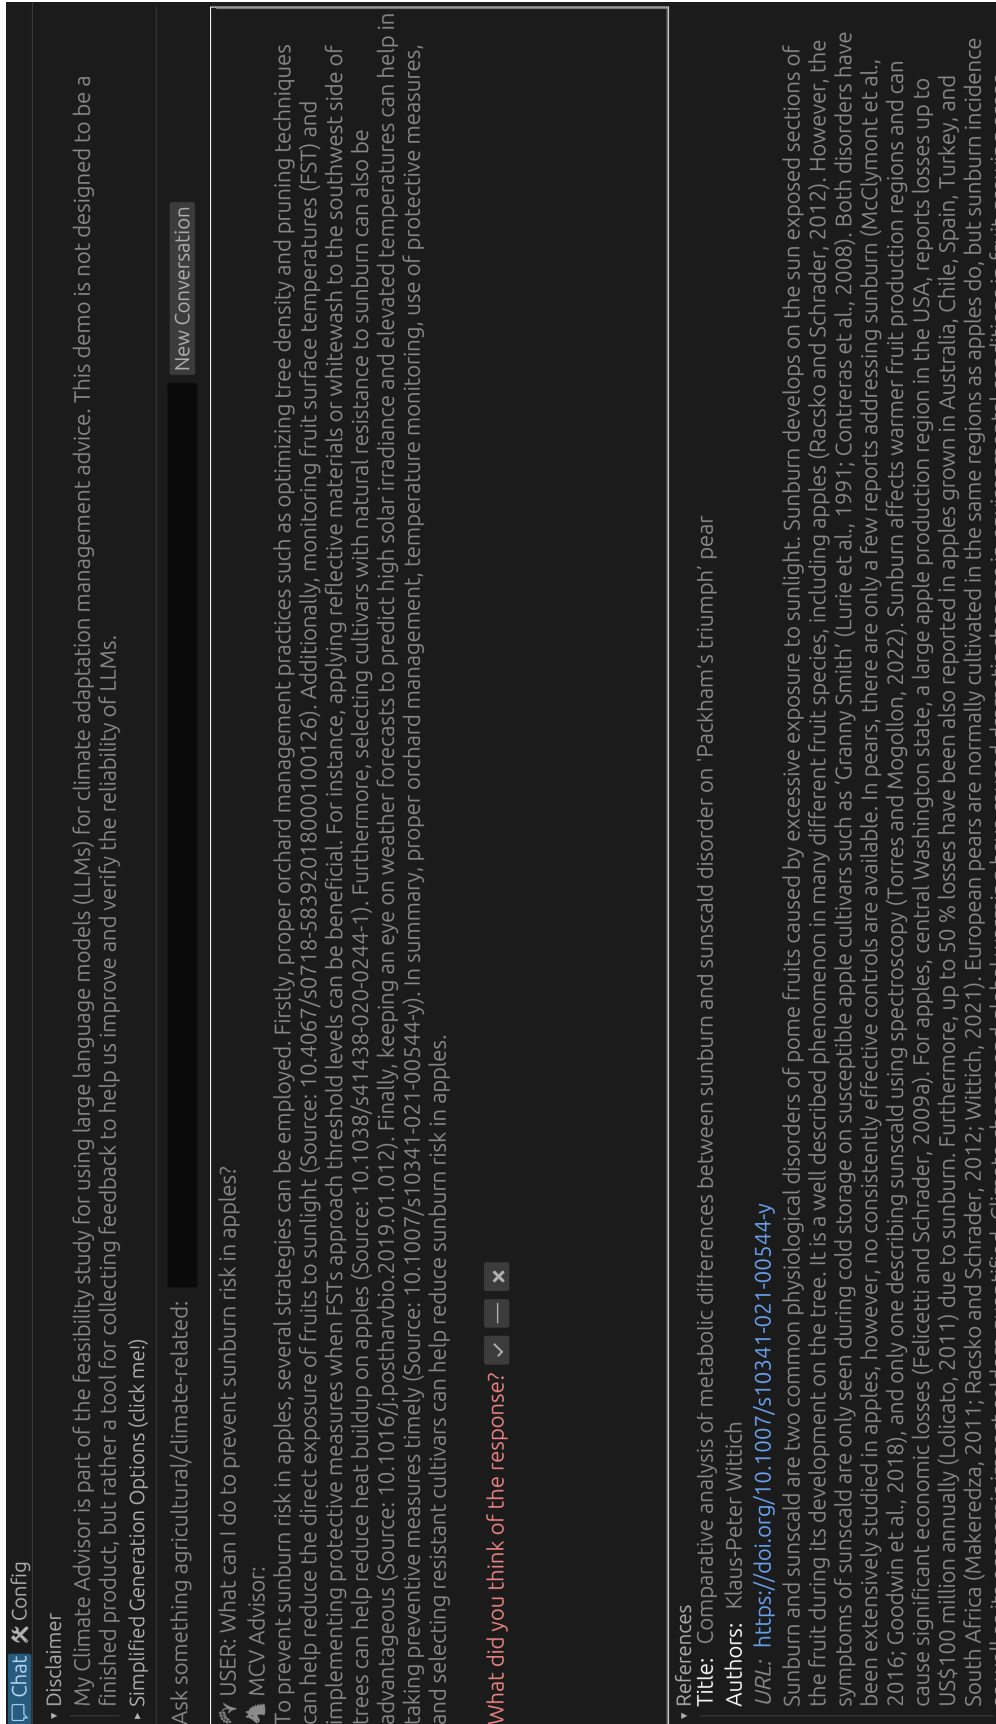 Chat Config
Disclaimer
My Climate Advisor is part of the feasibility study for using large language models (LLMs) for climate adaptation management advice. This demo is not designed to be a
finished product, but rather a tool for collecting feedback to help us improve and verify the reliability of LLMs.
Simplified Generation Options (click me!)
Ask something agricultural/climate-related: New Conversation
USER: What can I do to prevent sunburn risk in apples?
MCV Advisor:
To prevent sunburn risk in apples, several strategies can be employed. Firstly, proper orchard management practices such as optimizing tree density and pruning techniques
can help reduce the direct exposure of fruits to sunlight (Source: 10.4067/s0718-58392018000100126). Additionally, monitoring fruit surface temperatures (FST) and
implementing protective measures when FSTs approach threshold levels can be beneficial. For instance, applying reflective materials or whitewash to the southwest side of
trees can help reduce heat buildup on apples (Source: 10.1038/s41438-020-0244-1). Furthermore, selecting cultivars with natural resistance to sunburn can also be
advantageous (Source: 10.1016/j.postharvbio.2019.01.012). Finally, keeping an eye on weather forecasts to predict high solar irradiance and elevated temperatures can help in
taking preventive measures timely (Source: 10.1007/s10341-021-00544-y). In summary, proper orchard management, temperature monitoring, use of protective measures,
and selecting resistant cultivars can help reduce sunburn risk in apples.
What did you think of the response?
References
Title: Comparative analysis of metabolic differences between sunburn and sunscald disorder on 'Packham's triumph' pear
Authors: Klaus-Peter Wittich
URL: https://doi.org/10.1007/s10341-021-00544-y
Sunburn and sunscald are two common physiological disorders of pome fruits caused by excessive exposure to sunlight. Sunburn develops on the sun exposed sections of
the fruit during its development on the tree. It is a well described phenomenon in many different fruit species, including apples (Racsko and Schrader, 2012). However, the
symptoms of sunscald are only seen during cold storage on susceptible apple cultivars such as 'Granny Smith' (Lurie et al., 1991; Contreras et al., 2008). Both disorders have
been extensively studied in apples, however, no consistently effective controls are available. In pears, there are only a few reports addressing sunburn (McClymont et al.,
2016; Goodwin et al., 2018), and only one describing sunscald using spectroscopy (Torres and Mogollon, 2022). Sunburn affects warmer fruit production regions and can
cause significant economic losses (Felicetti and Schrader, 2009a). For apples, central Washington state, a large apple production region in the USA, reports losses up to
US$100 million annually (Lolicato, 2011) due to sunburn. Furthermore, up to 50 % losses have been also reported in apples grown in Australia, Chile, Spain, Turkey, and
South Africa (Makeredza, 2011; Racsko and Schrader, 2012; Wittich, 2021). European pears are normally cultivated in the same regions as apples do, but sunburn incidence